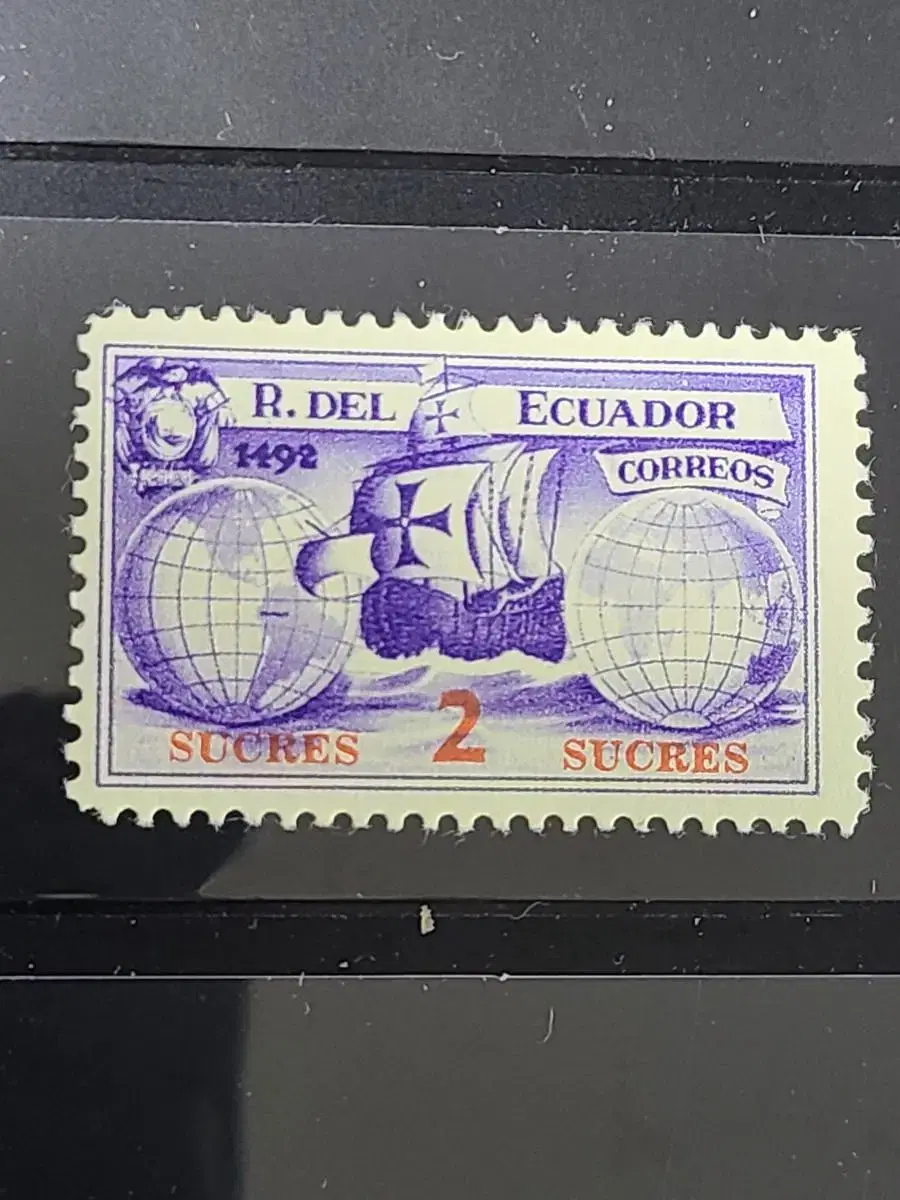 R. DEL ECUADOR
1492
CORREOS
SUCRES 2 SUCRES